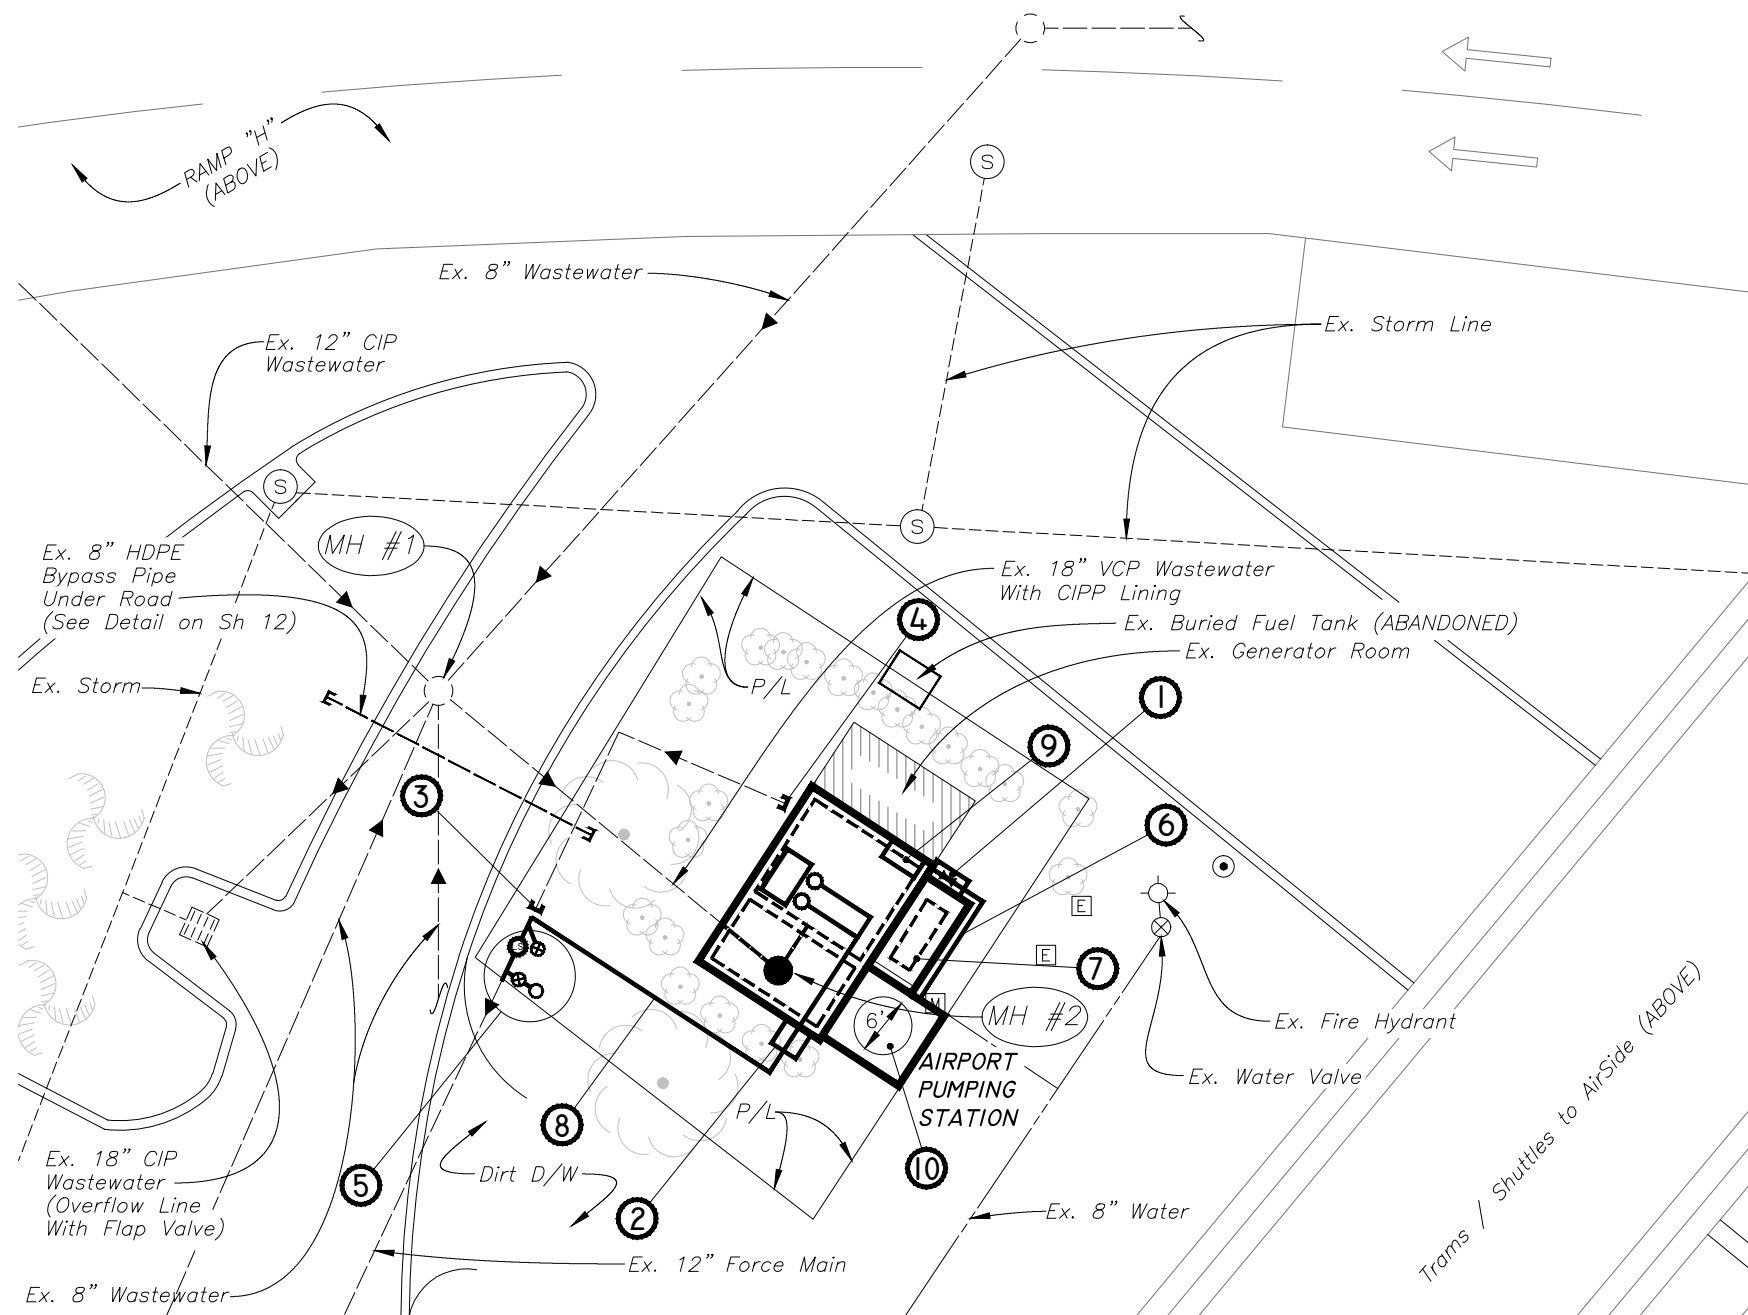 RAMP "H"
(ABOVE)
S
Ex. 8" Wastewater
Ex. Storm Line
Ex. 12" CIP
Wastewater
S
S
MH #1
Ex. 8" HDPE
Bypass Pipe
Under Road
(See Detail on Sh 12)
Ex. 18" VCP Wastewater
With CIPP Lining
4
Ex. Buried Fuel Tank (ABANDONED)
Ex. Generator Room
Ex. Storm
P/L
1
9
3
6
E
E
7
M
MH #2
6'
Ex. Fire Hydrant
AIRPORT
PUMPING
STATION
Ex. Water Valve
Trams / Shuttles to AirSide (ABOVE)
P/L
8
10
Ex. 18" CIP
Wastewater
(Overflow Line
With Flap Valve)
5
Dirt D/W
2
Ex. 8" Water
Ex. 12" Force Main
Ex. 8" Wastewater